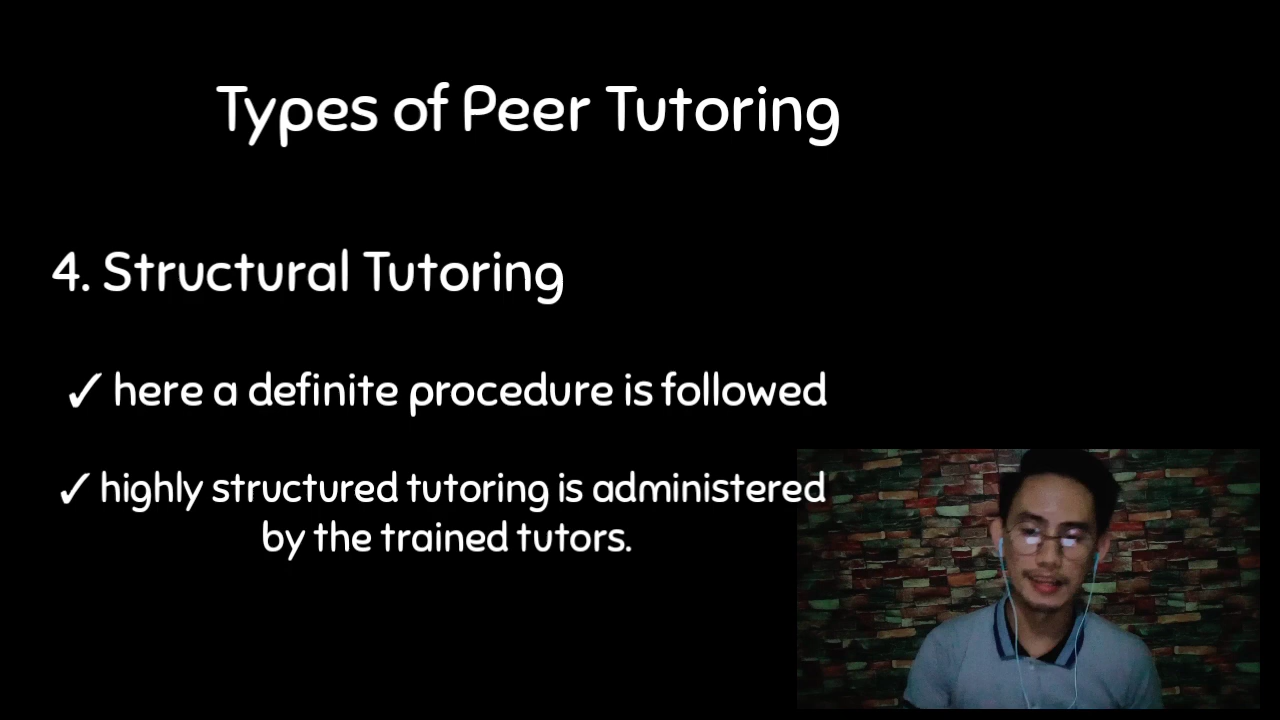 Types of Peer Tutoring
4. Structural Tutoring
✓ here a definite procedure is followed
✓ highly structured tutoring is administered
by the trained tutors.